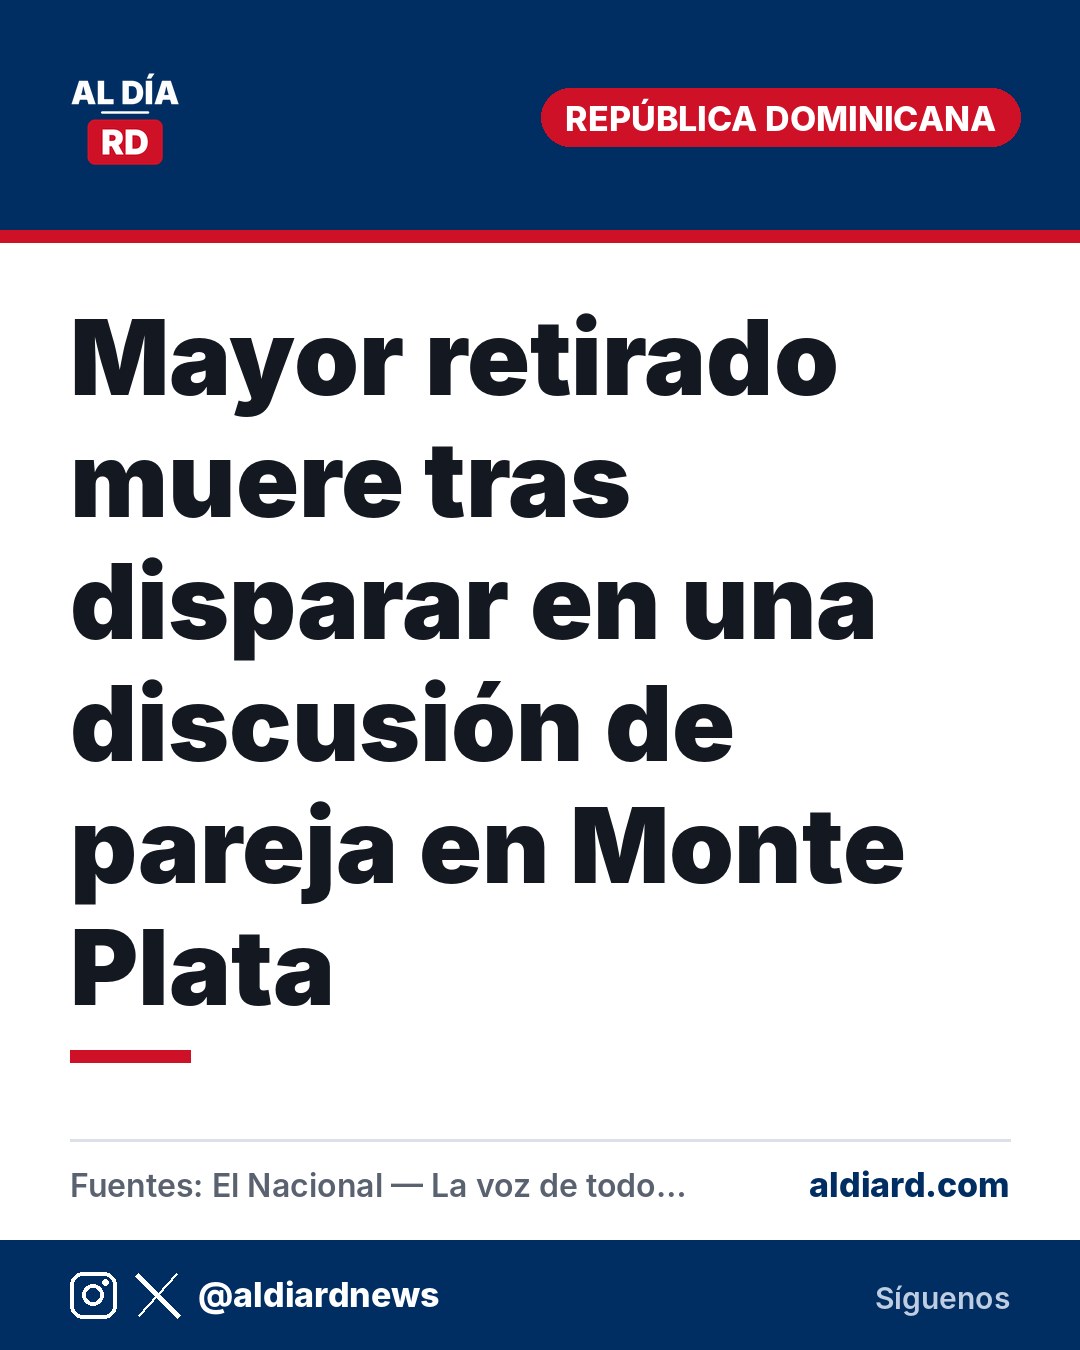 AL DÍA
RD
REPÚBLICA DOMINICANA
Mayor retirado
muere tras
disparar en una
discusión de
pareja en Monte
Plata
Fuentes: El Nacional — La voz de todo...
aldiard.com
@aldiardnews
Síguenos